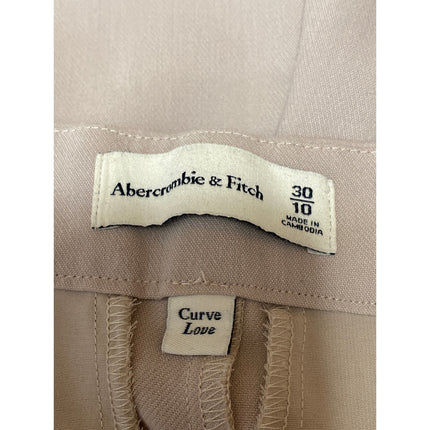 Abercrombie & Fitch
30
10
MADE IN
CAMBODIA
Curve
Love